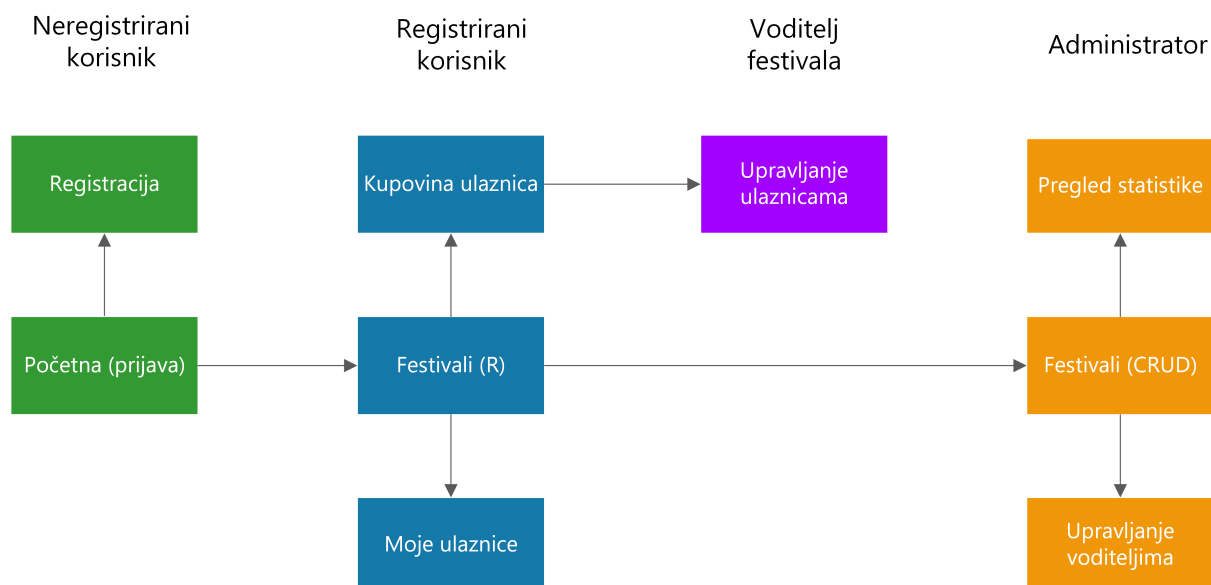 Neregistrirani
korisnik
Registrirani
korisnik
Voditelj
festivala
Administrator
Registracija
Kupovina ulaznica
Upravljanje
ulaznicama
Pregled statistike
Početna (prijava)
Festivali (R)
Festivali (CRUD)
Moje ulaznice
Upravljanje
voditeljima